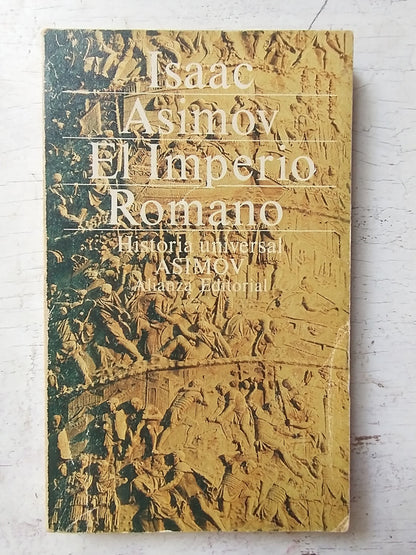 Isaac
Asimov
El Imperio
Romano
Historia universal
ASIMOV
Alianza Editorial